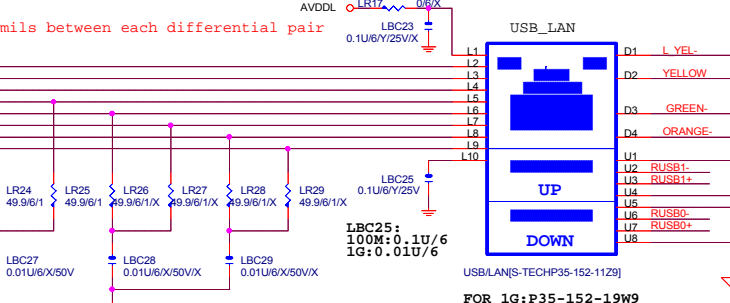 AVDDL
LR17
0/6/X
mils between each differential pair
LBC23
0.1U/6/Y/25V/X
USB_LAN
L1
L2
L3
L4
L5
L6
L7
L8
L9
L10
D1
L_YEL-
D2
YELLOW
D3
GREEN-
D4
ORANGE-
U1
U2
RUSB1-
U3
RUSB1+
U4
U5
U6
RUSB0-
U7
RUSB0+
U8
UP
DOWN
LR24
49.9/6/1
LR25
49.9/6/1
LR26
49.9/6/1/X
LR27
49.9/6/1/X
LR28
49.9/6/1/X
LR29
49.9/6/1/X
LBC25
0.1U/6/Y/25V
LBC25:
100M:0.1U/6
1G:0.01U/6
LBC27
0.01U/6/X/50V
LBC28
0.01U/6/X/50V/X
LBC29
0.01U/6/X/50V/X
USB/LAN[S-TECHP35-152-11Z9]
FOR 1G:P35-152-19W9